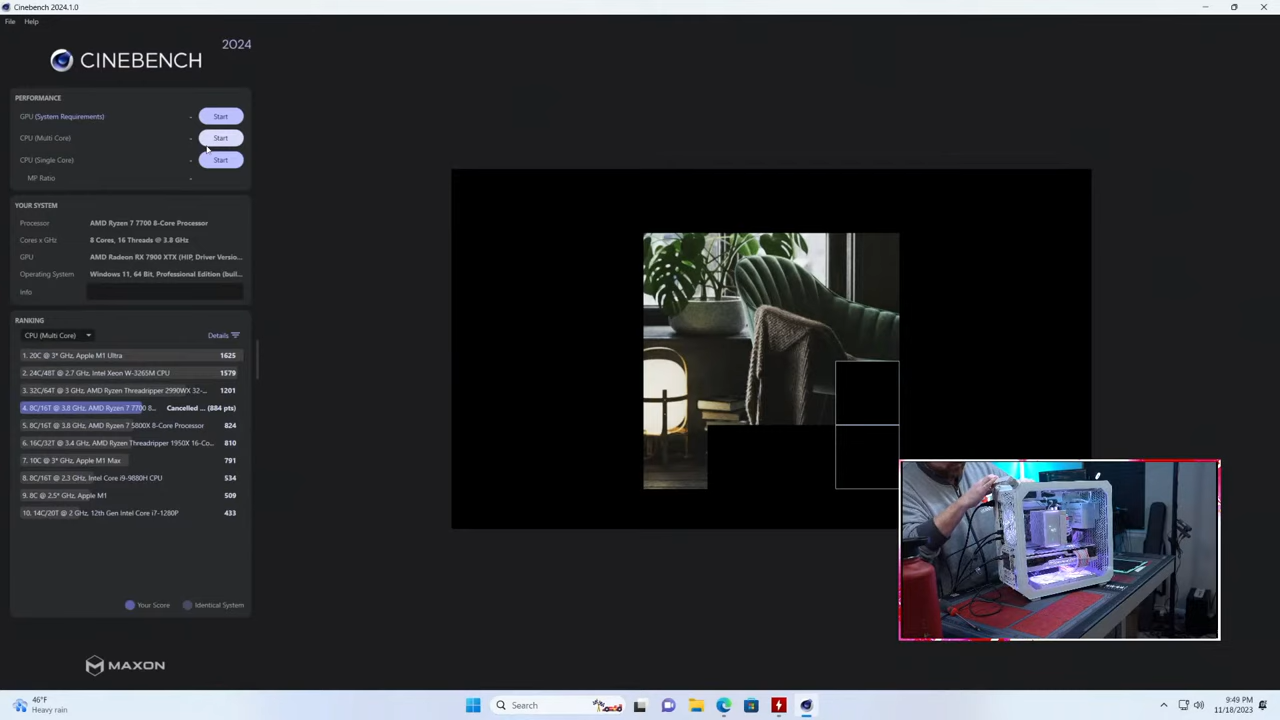 Cinebench 2024.1.0
File Help
CINEBENCH 2024
PERFORMANCE
GPU (System Requirements) - Start
CPU (Multi Core) - Start
CPU (Single Core) - Start
MP Ratio -
YOUR SYSTEM
Processor AMD Ryzen 7 7700 8-Core Processor
Cores x GHz 8 Cores, 16 Threads @ 3.8 GHz
GPU AMD Radeon RX 7900 XTX (HIP, Driver Versio...
Operating System Windows 11, 64 Bit, Professional Edition (buil...
Info
RANKING
CPU (Multi Core) Details
1. 20C @ 3* GHz, Apple M1 Ultra 1625
2. 24C/48T @ 2.7 GHz, Intel Xeon W-3265M CPU 1579
3. 32C/64T @ 3 GHz, AMD Ryzen Threadripper 2990WX 32-... 1201
4. 8C/16T @ 3.8 GHz, AMD Ryzen 7 7700 8... Cancelled ... (884 pts)
5. 8C/16T @ 3.8 GHz, AMD Ryzen 7 5800X 8-Core Processor 824
6. 16C/32T @ 3.4 GHz, AMD Ryzen Threadripper 1950X 16-Co... 810
7. 10C @ 3* GHz, Apple M1 Max 791
8. 8C/16T @ 2.3 GHz, Intel Core i9-9880H CPU 534
9. 8C @ 2.5* GHz, Apple M1 509
10. 14C/20T @ 2 GHz, 12th Gen Intel Core i7-1280P 433
Your Score Identical System
MAXON
46°F
Heavy rain
Search
9:49 PM
11/18/2023